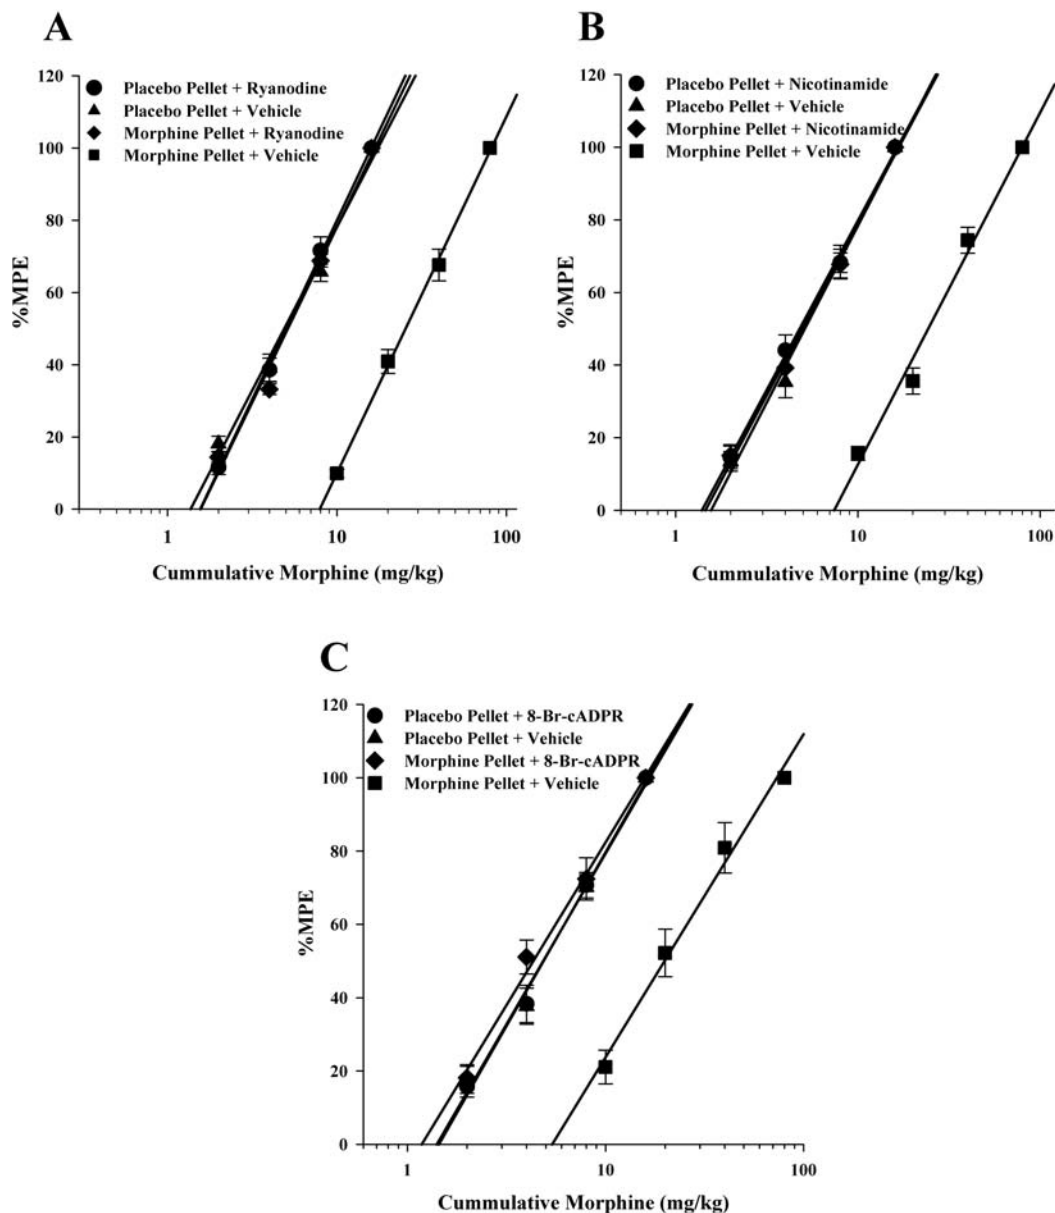 A
120
100
80
60
40
20
0
%MPE
Placebo Pellet + Ryanodine
Placebo Pellet + Vehicle
Morphine Pellet + Ryanodine
Morphine Pellet + Vehicle
1
10
100
Cummulative Morphine (mg/kg)
B
120
100
80
60
40
20
0
%MPE
Placebo Pellet + Nicotinamide
Placebo Pellet + Vehicle
Morphine Pellet + Nicotinamide
Morphine Pellet + Vehicle
1
10
100
Cummulative Morphine (mg/kg)
C
120
100
80
60
40
20
0
%MPE
Placebo Pellet + 8-Br-cADPR
Placebo Pellet + Vehicle
Morphine Pellet + 8-Br-cADPR
Morphine Pellet + Vehicle
1
10
100
Cummulative Morphine (mg/kg)